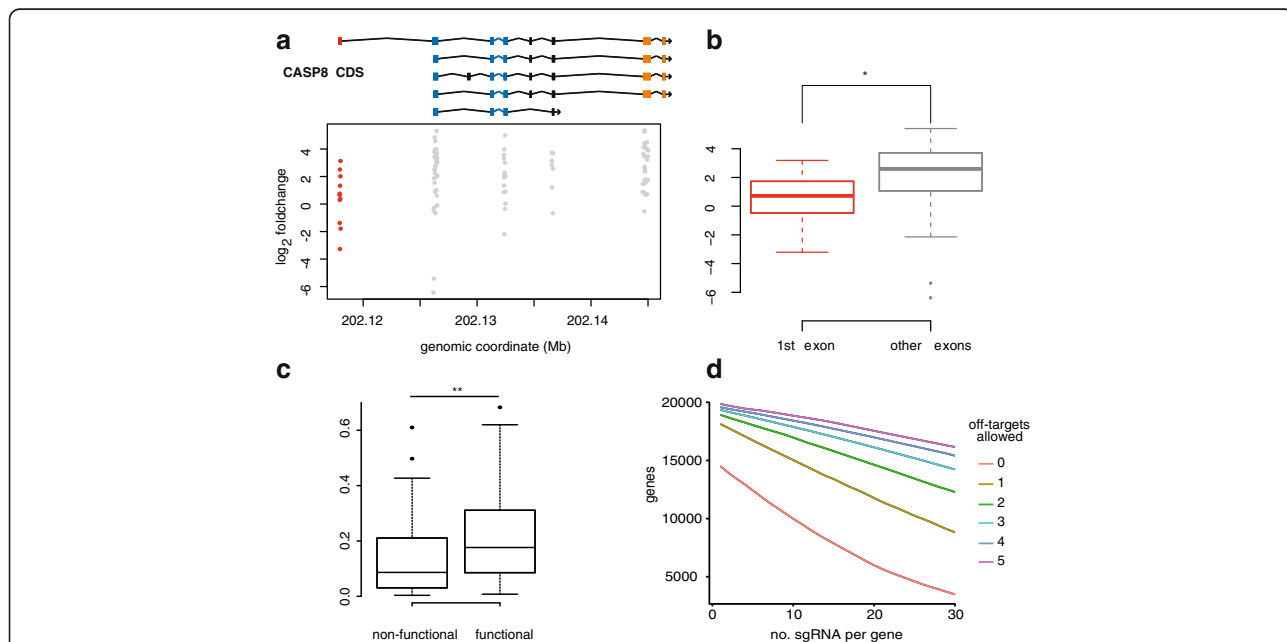 a
CASP8 CDS
log2 foldchange
4
2
0
-2
-4
-6
202.12
202.13
202.14
genomic coordinate (Mb)
b
*
4
2
0
-2
-4
-6
1st exon
other exons
c
**
0.6
0.4
0.2
0.0
non-functional
functional
d
20000
15000
10000
5000
genes
0
10
20
30
no. sgRNA per gene
off-targets
allowed
0
1
2
3
4
5